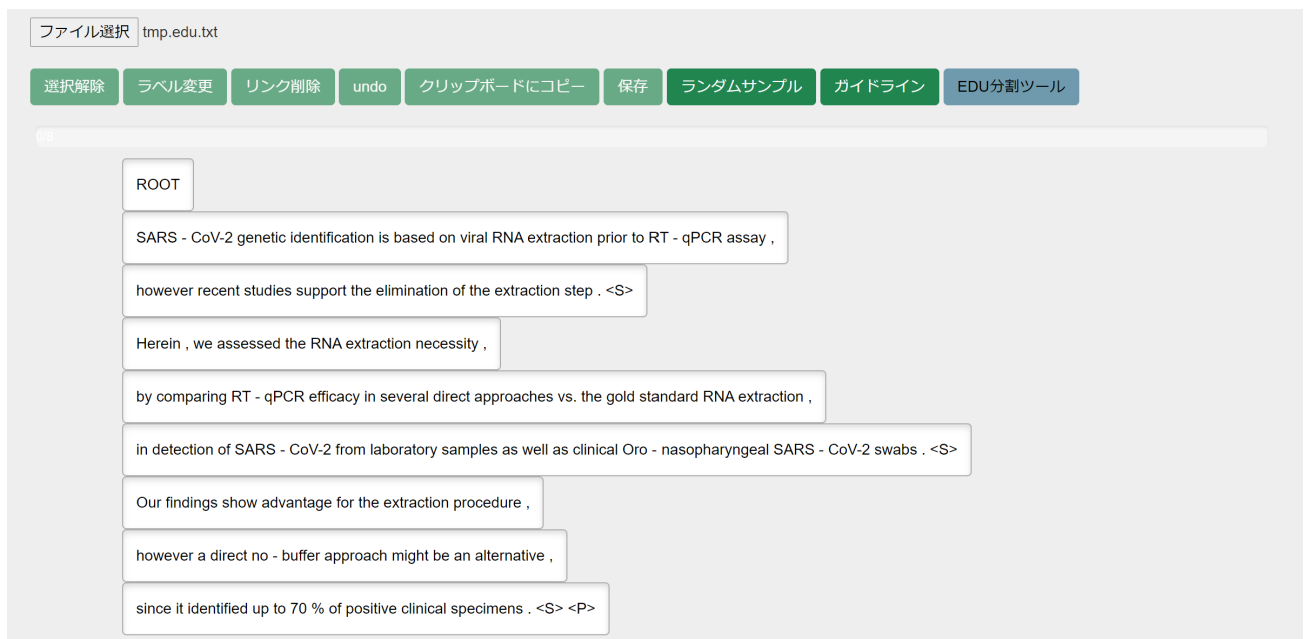 ファイル選択 tmp.edu.txt
選択解除 ラベル変更 リンク削除 undo クリップボードにコピー 保存 ランダムサンプル ガイドライン EDU分割ツール
ROOT
SARS - CoV-2 genetic identification is based on viral RNA extraction prior to RT - qPCR assay ,
however recent studies support the elimination of the extraction step . <S>
Herein , we assessed the RNA extraction necessity ,
by comparing RT - qPCR efficacy in several direct approaches vs. the gold standard RNA extraction ,
in detection of SARS - CoV-2 from laboratory samples as well as clinical Oro - nasopharyngeal SARS - CoV-2 swabs . <S>
Our findings show advantage for the extraction procedure ,
however a direct no - buffer approach might be an alternative ,
since it identified up to 70 % of positive clinical specimens . <S> <P>